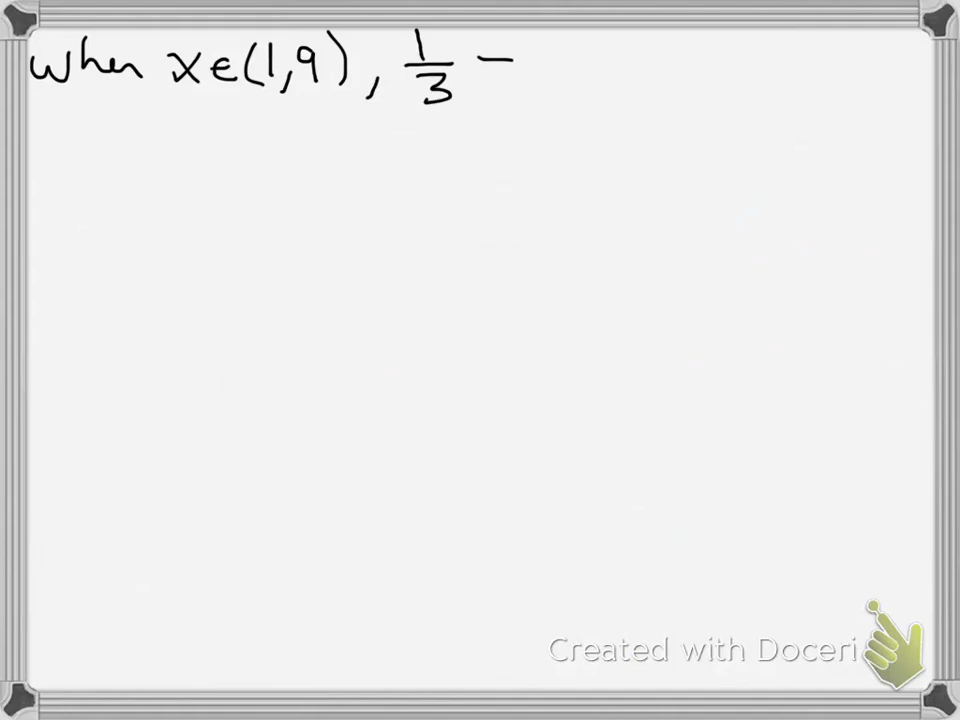 when x∈(1,9), 1/3 -
Created with Doceri